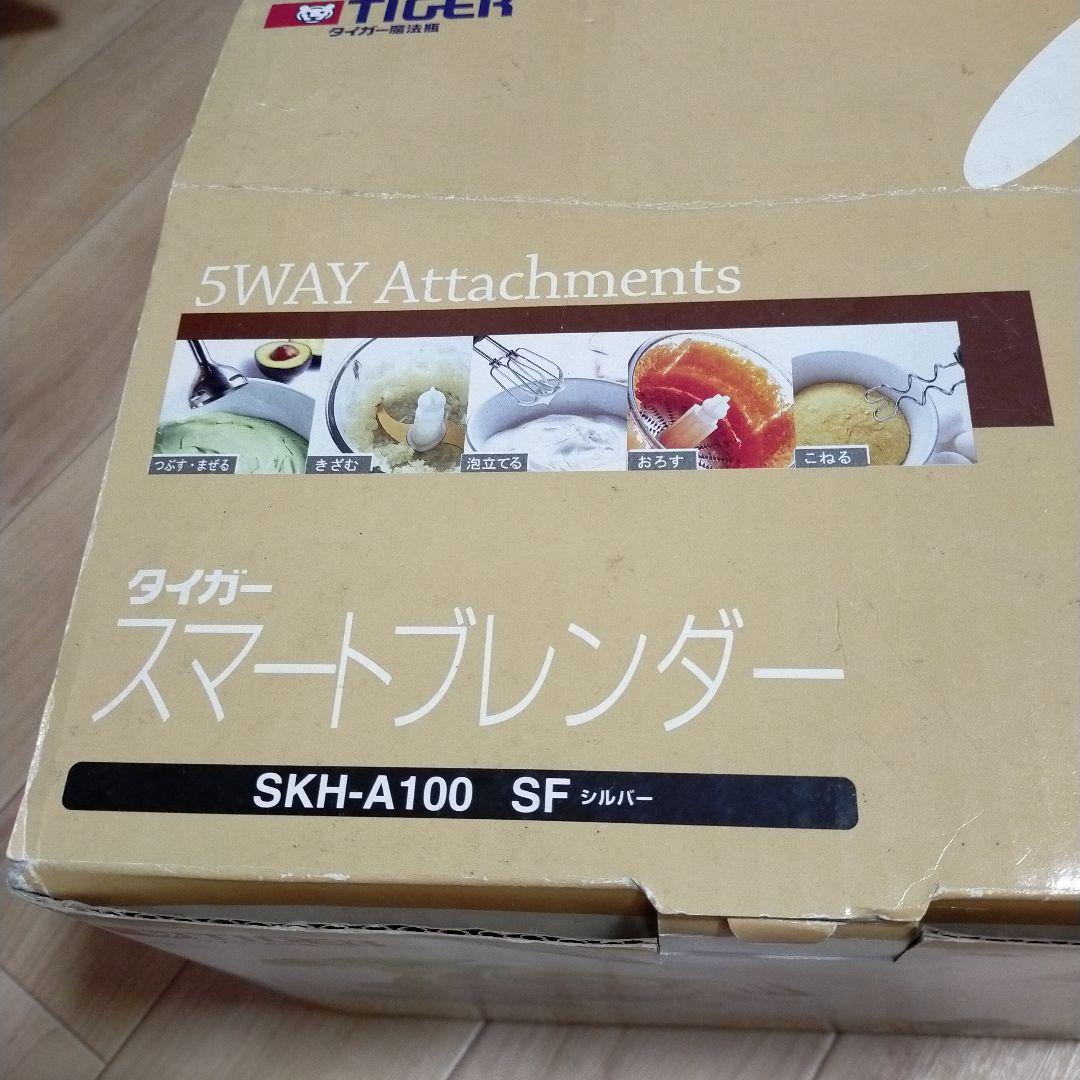 TIGER
タイガー魔法瓶
5WAY Attachments
つぶす・まぜる
きざむ
泡立てる
おろす
こねる
タイガー
スマートブレンダー
SKH-A100 SF シルバー